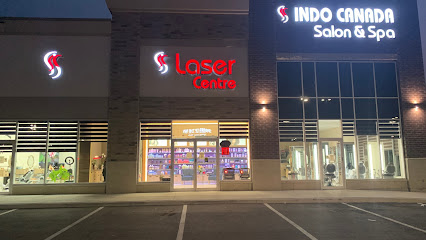 INDO CANADA
Salon & Spa
Laser
Centre